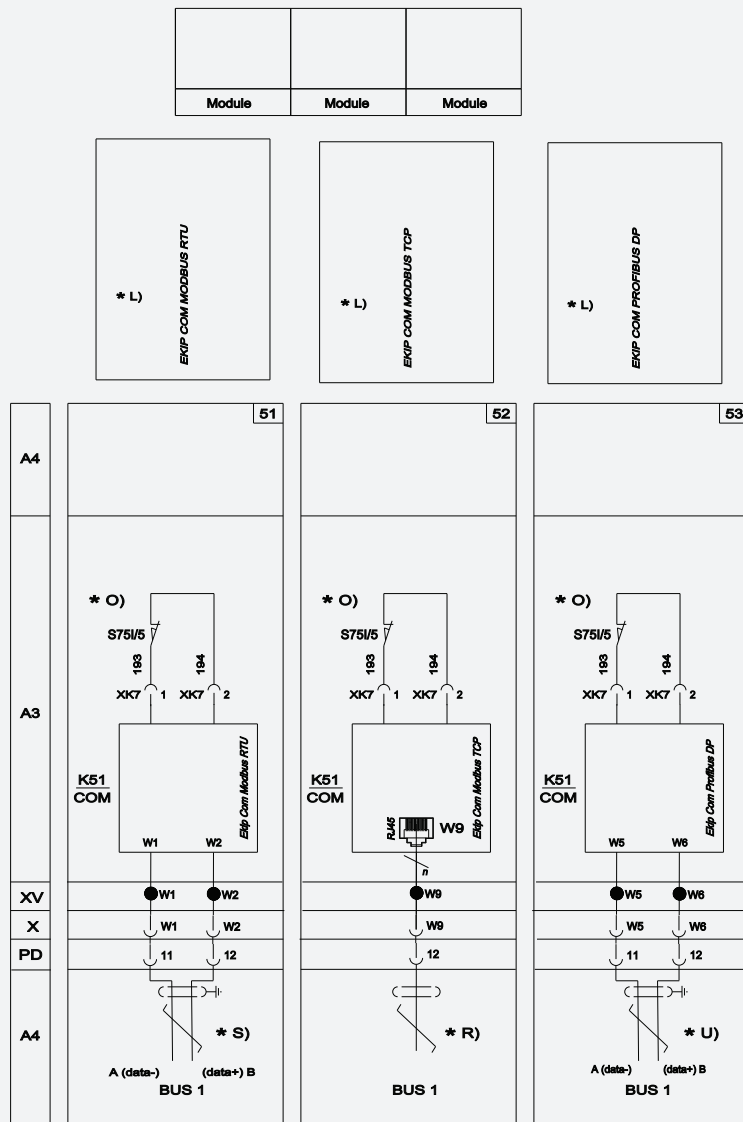 Module Module Module
* L) EKIP COM MODBUS RTU
* L) EKIP COM MODBUS TCP
* L) EKIP COM PROFIBUS DP
51 52 53
A4
* O) * O) * O)
S75I/5 S75I/5 S75I/5
193 194 193 194 193 194
XK7 1 XK7 2 XK7 1 XK7 2 XK7 1 XK7 2
A3
K51 K51 K51
COM COM COM
Ekip Com Modbus RTU
Ekip Com Modbus TCP
Ekip Com Profibus DP
RJ45 W9
W1 W2 W5 W6
n
XV W1 W2 W9 W5 W6
X W1 W2 W9 W5 W6
PD 11 12 12 11 12
A4 * S) * R) * U)
A (data-) (data+) B A (data-) (data+) B
BUS 1 BUS 1 BUS 1